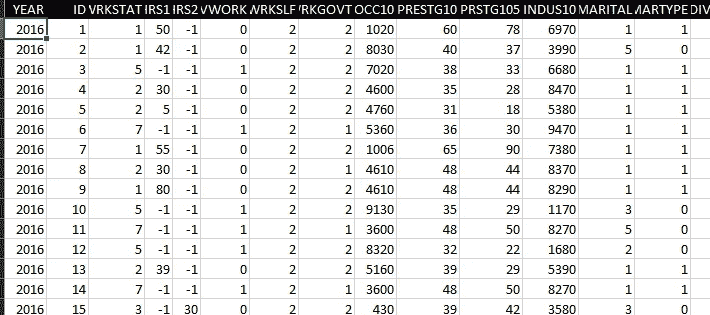 YEAR ID VRKSTAT IRS1 IRS2 VWORK WRKSLF RKGOVT OCC10 PRESTG10 PRSTG105 INDUS10 MARITAL MARTYPE DIV
2016 1 1 50 -1 0 2 2 1020 60 78 6970 1 1
2016 2 1 42 -1 0 2 2 8030 40 37 3990 5 0
2016 3 5 -1 -1 1 2 2 7020 38 33 6680 1 1
2016 4 2 30 -1 0 2 2 4600 35 28 8470 1 1
2016 5 2 5 -1 0 2 2 4760 31 18 5380 1 1
2016 6 7 -1 -1 1 2 1 5360 36 30 9470 1 1
2016 7 1 55 -1 0 2 2 1006 65 90 7380 1 1
2016 8 2 30 -1 0 2 1 4610 48 44 8370 1 1
2016 9 1 80 -1 0 2 2 4610 48 44 8290 1 1
2016 10 5 -1 -1 1 2 2 9130 35 29 1170 3 0
2016 11 7 -1 -1 1 2 1 3600 48 50 8270 5 0
2016 12 5 -1 -1 1 2 2 8320 32 22 1680 2 0
2016 13 2 39 -1 0 2 2 5160 39 29 5390 1 1
2016 14 7 -1 -1 1 2 1 3600 48 50 8270 1 1
2016 15 3 -1 30 0 2 2 430 39 42 3580 3 0